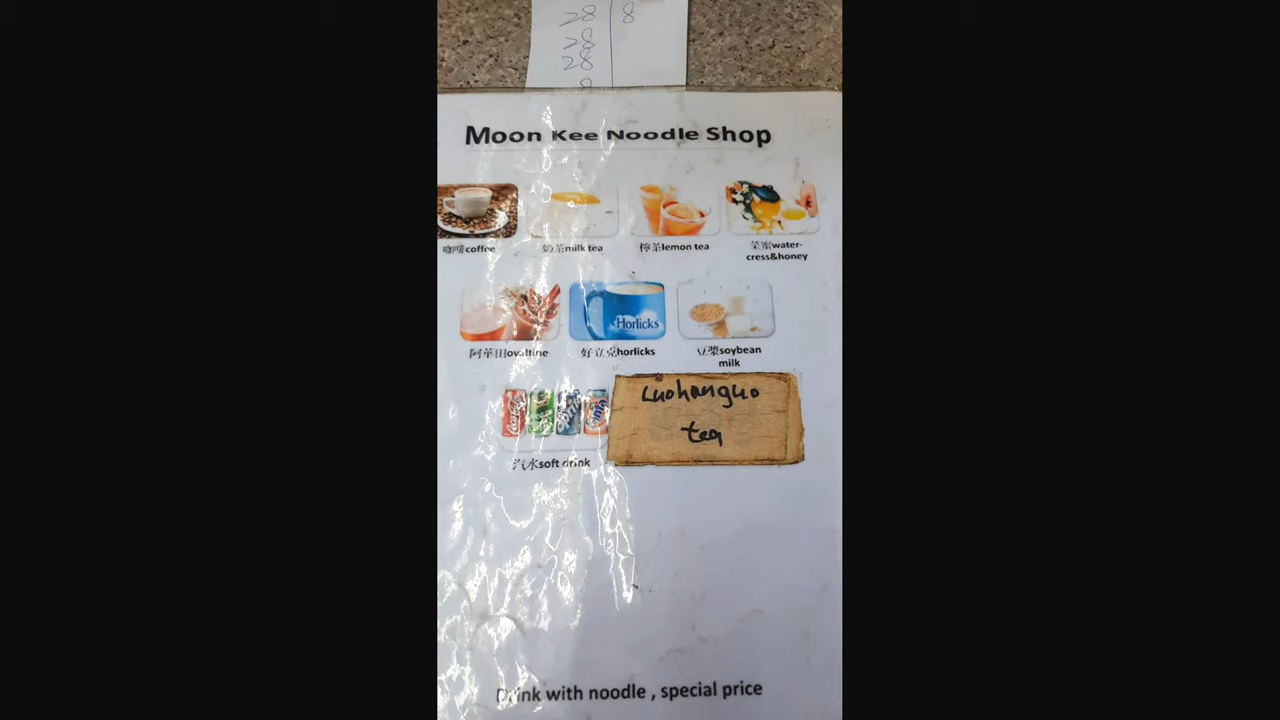 28 8
28
28
Moon Kee Noodle Shop
咖啡coffee
奶茶milk tea
檸茶lemon tea
菜蜜water-
cress&honey
Horlicks
阿華田ovaltine
好立克horlicks
豆漿soybean
milk
Luohanguo
tea
汽水soft drink
Drink with noodle , special price